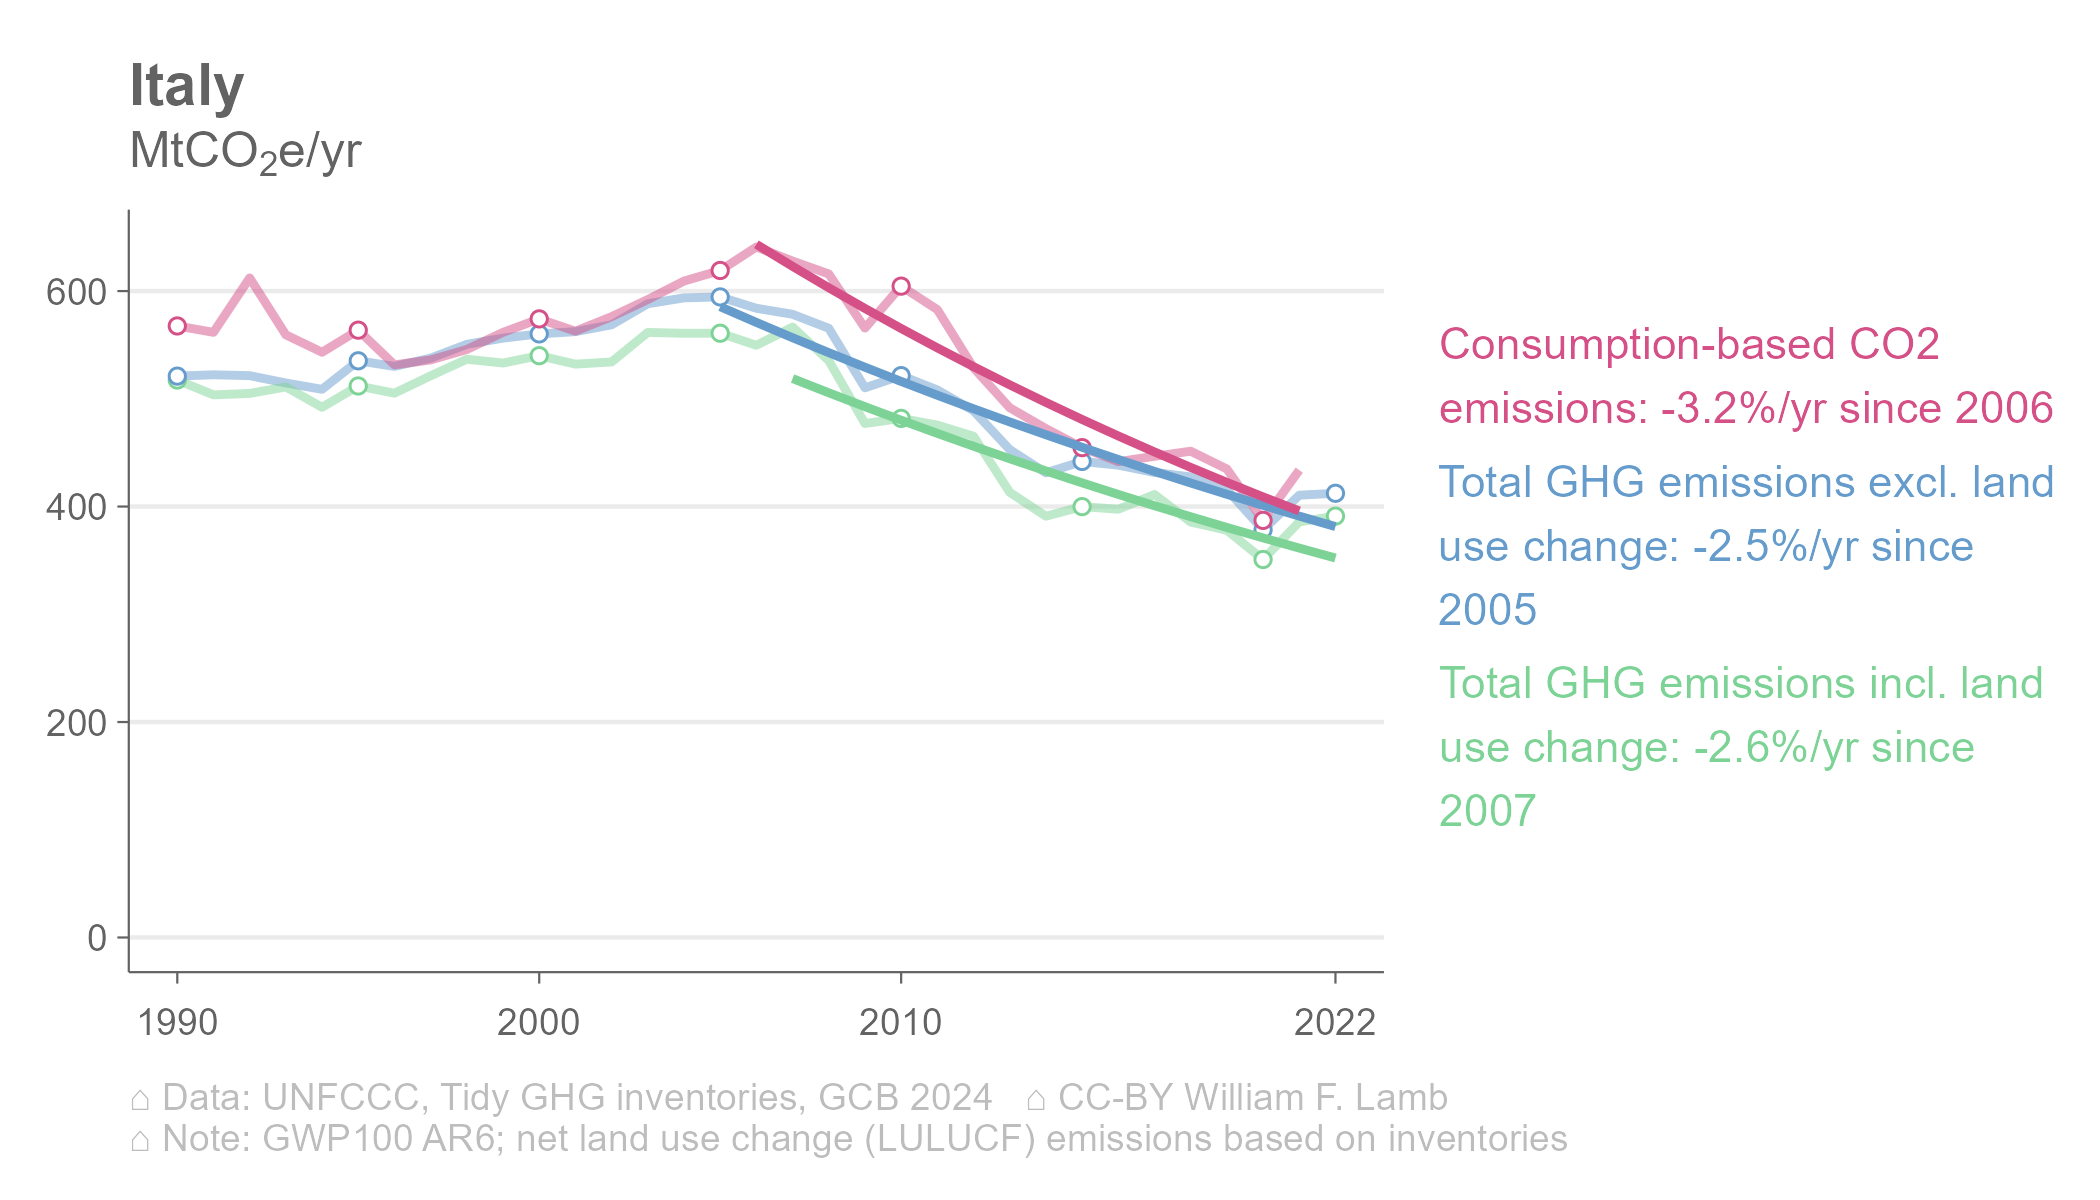 Italy
MtCO₂e/yr
600
400
200
0
1990 2000 2010 2022
Consumption-based CO2
emissions: -3.2%/yr since 2006
Total GHG emissions excl. land
use change: -2.5%/yr since
2005
Total GHG emissions incl. land
use change: -2.6%/yr since
2007
⌂ Data: UNFCCC, Tidy GHG inventories, GCB 2024 ⌂ CC-BY William F. Lamb
⌂ Note: GWP100 AR6; net land use change (LULUCF) emissions based on inventories